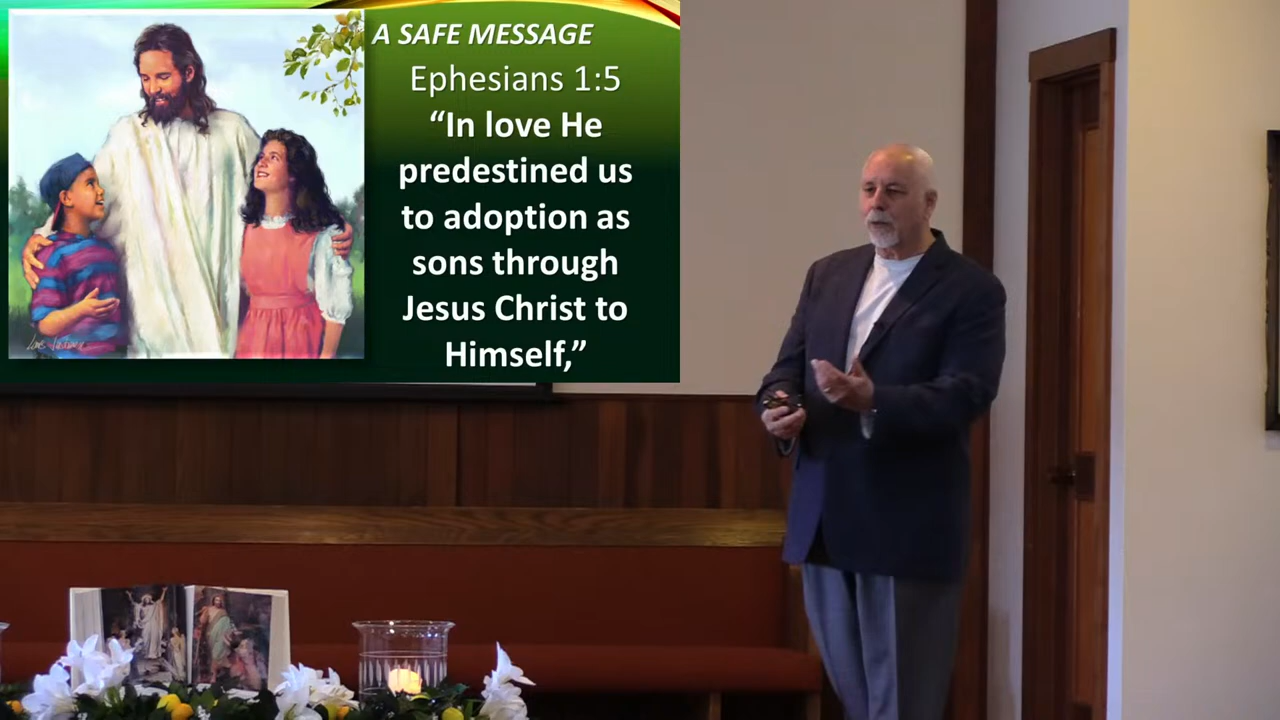 A SAFE MESSAGE
Ephesians 1:5
“In love He
predestined us
to adoption as
sons through
Jesus Christ to
Himself,”